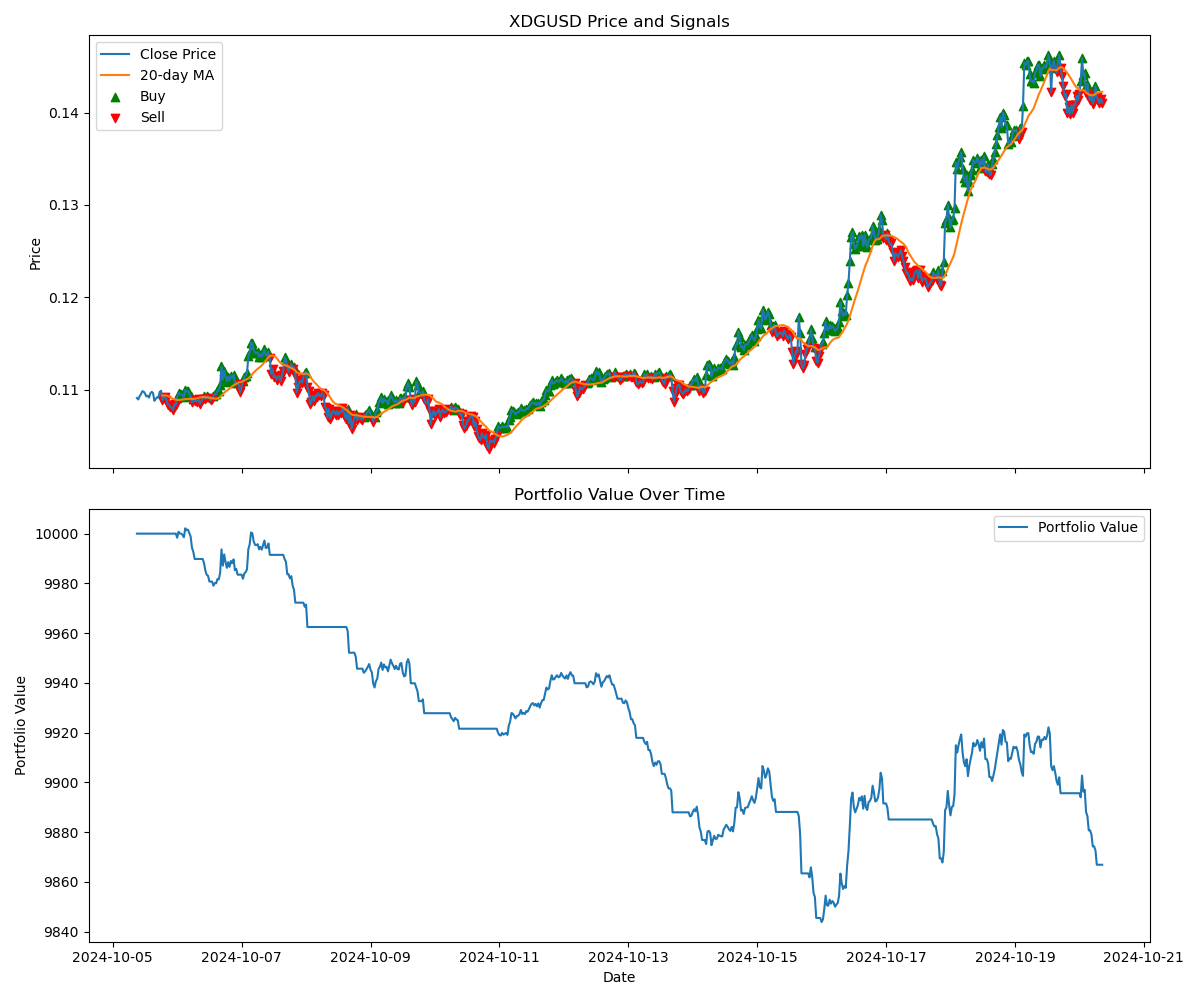 XDGUSD Price and Signals
Close Price
20-day MA
Buy
Sell
0.14
0.13
0.12
0.11
Price
Portfolio Value Over Time
Portfolio Value
10000
9980
9960
9940
9920
9900
9880
9860
9840
Portfolio Value
2024-10-05
2024-10-07
2024-10-09
2024-10-11
2024-10-13
2024-10-15
2024-10-17
2024-10-19
2024-10-21
Date